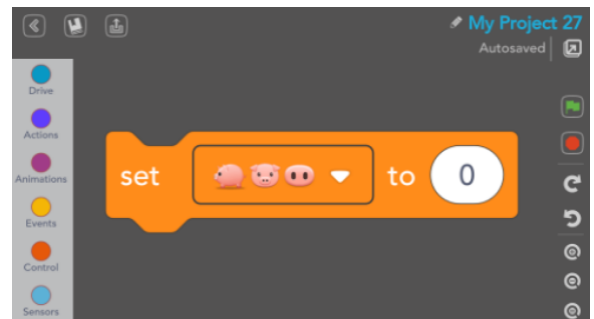 My Project 27
Autosaved
Drive
Actions
Animations
Events
Control
Sensors
set 🐖🐷🐽 to 0